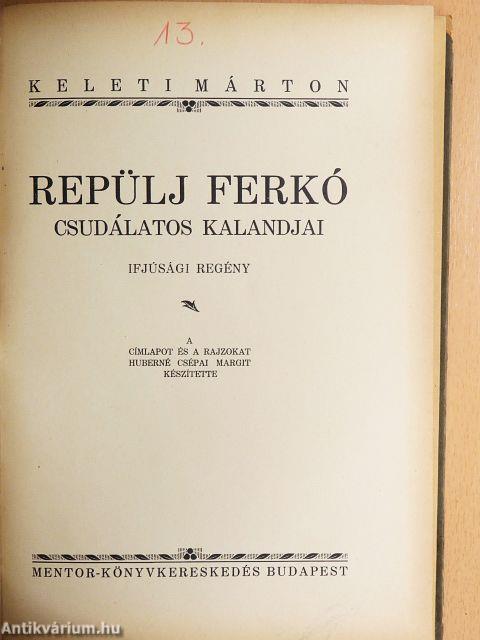 13.
KELETI MÁRTON
REPÜLJ FERKÓ
CSUDÁLATOS KALANDJAI
IFJÚSÁGI REGÉNY
A
CÍMLAPOT ÉS A RAJZOKAT
HUBERNÉ CSÉPAI MARGIT
KÉSZÍTETTE
MENTOR-KÖNYVKERESKEDÉS BUDAPEST
Antikvárium.hu